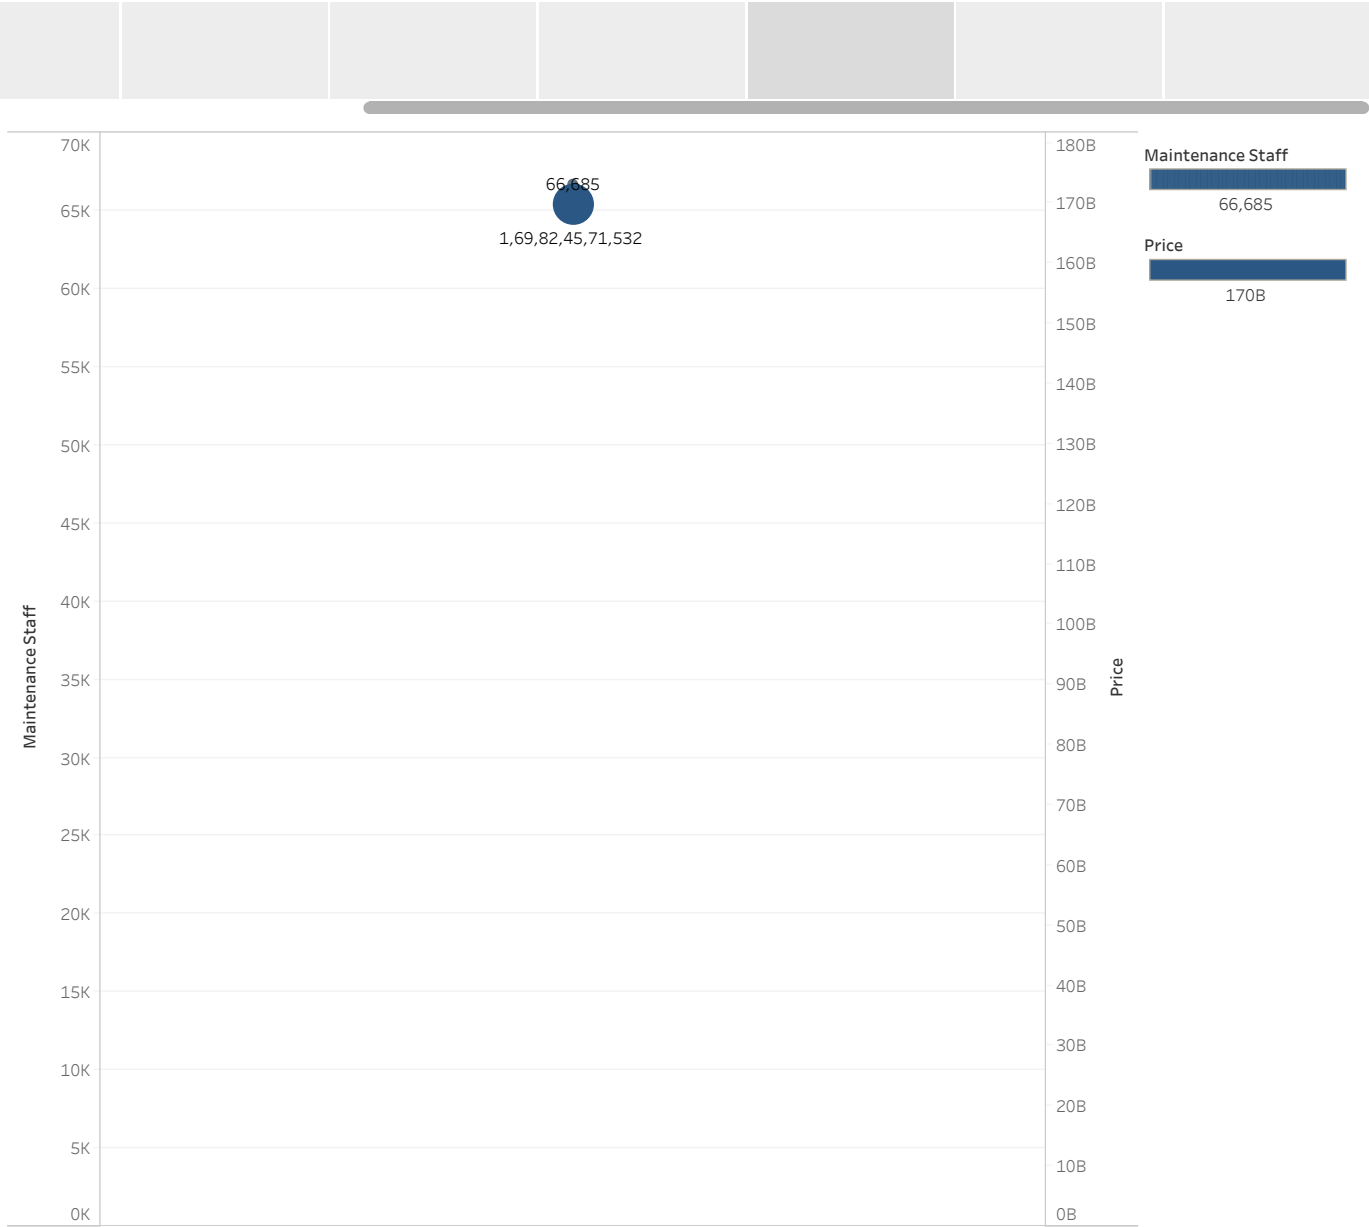 70K
65K
60K
55K
50K
45K
40K
35K
30K
25K
20K
15K
10K
5K
0K
Maintenance Staff
66,685
1,69,82,45,71,532
180B
170B
160B
150B
140B
130B
120B
110B
100B
90B
80B
70B
60B
50B
40B
30B
20B
10B
0B
Price
Maintenance Staff
66,685
Price
170B